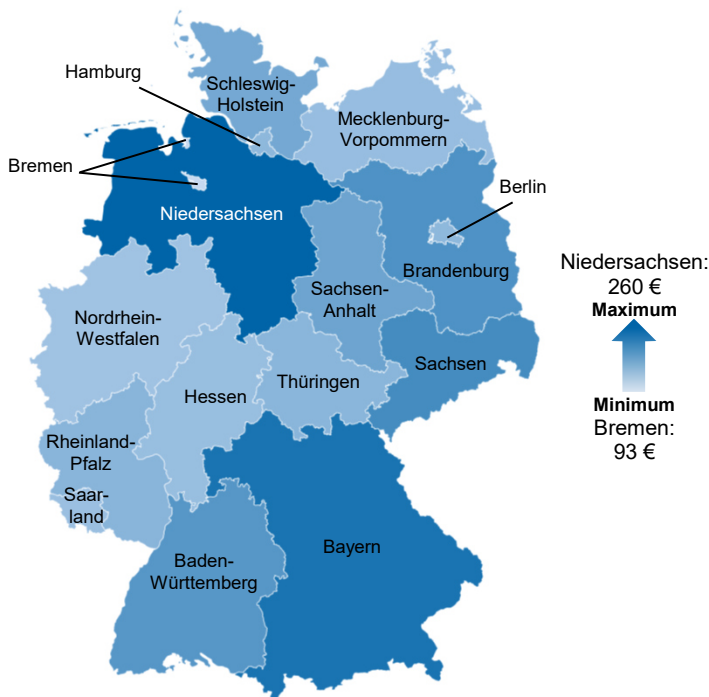 Hamburg
Schleswig-
Holstein
Mecklenburg-
Vorpommern
Bremen
Niedersachsen
Berlin
Brandenburg
Sachsen-
Anhalt
Nordrhein-
Westfalen
Sachsen
Thüringen
Hessen
Rheinland-
Pfalz
Saar-
land
Baden-
Württemberg
Bayern
Niedersachsen:
260 €
Maximum
Minimum
Bremen:
93 €